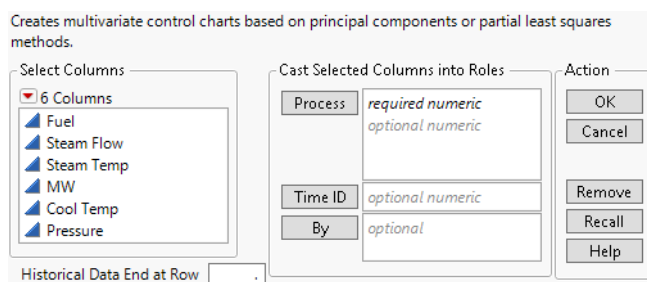 Creates multivariate control charts based on principal components or partial least squares
methods.
Select Columns
6 Columns
Fuel
Steam Flow
Steam Temp
MW
Cool Temp
Pressure
Historical Data End at Row .
Cast Selected Columns into Roles
Process required numeric
optional numeric
Time ID optional numeric
By optional
Action
OK
Cancel
Remove
Recall
Help